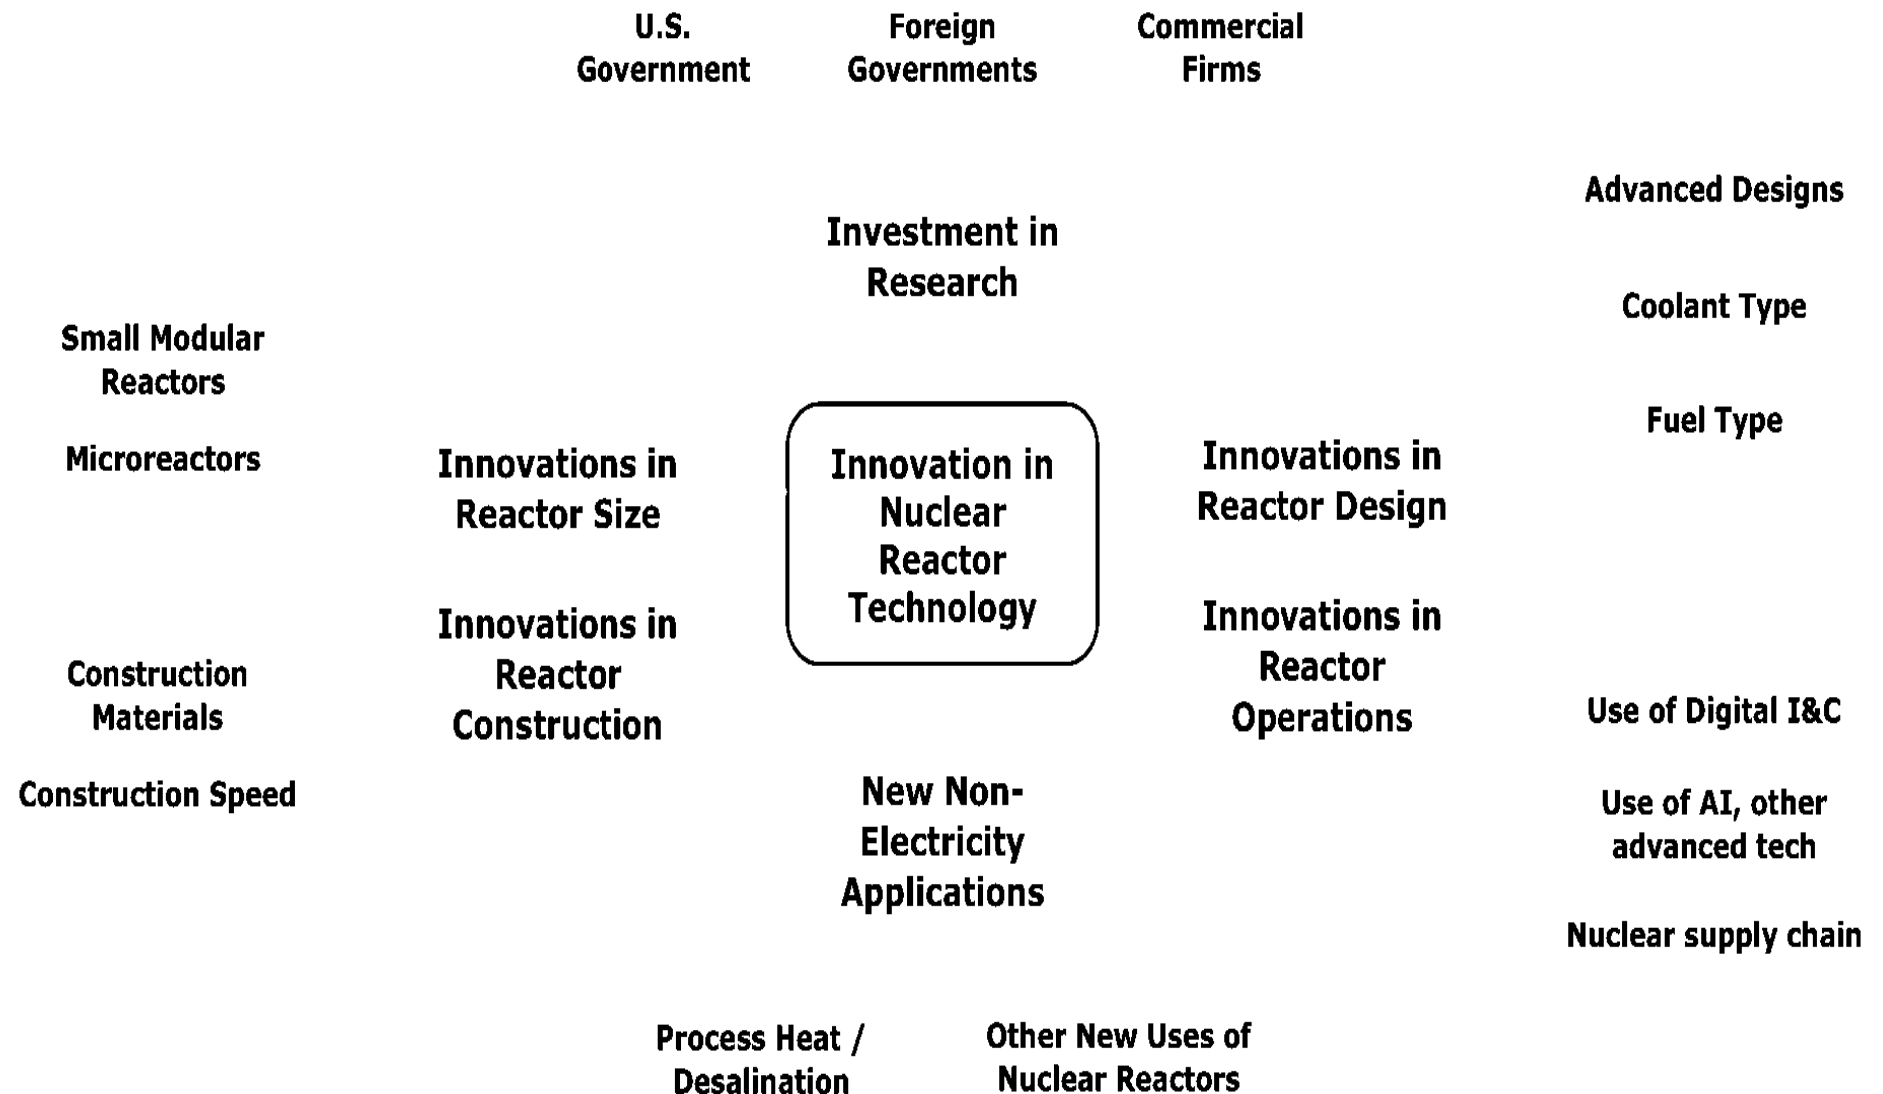 U.S.
Government
Foreign
Governments
Commercial
Firms
Investment in
Research
Advanced Designs
Coolant Type
Fuel Type
Small Modular
Reactors
Microreactors
Innovations in
Reactor Size
Innovation in
Nuclear
Reactor
Technology
Innovations in
Reactor Design
Innovations in
Reactor
Construction
Innovations in
Reactor
Operations
Construction
Materials
Construction Speed
Use of Digital I&C
Use of AI, other
advanced tech
Nuclear supply chain
New Non-
Electricity
Applications
Process Heat /
Desalination
Other New Uses of
Nuclear Reactors